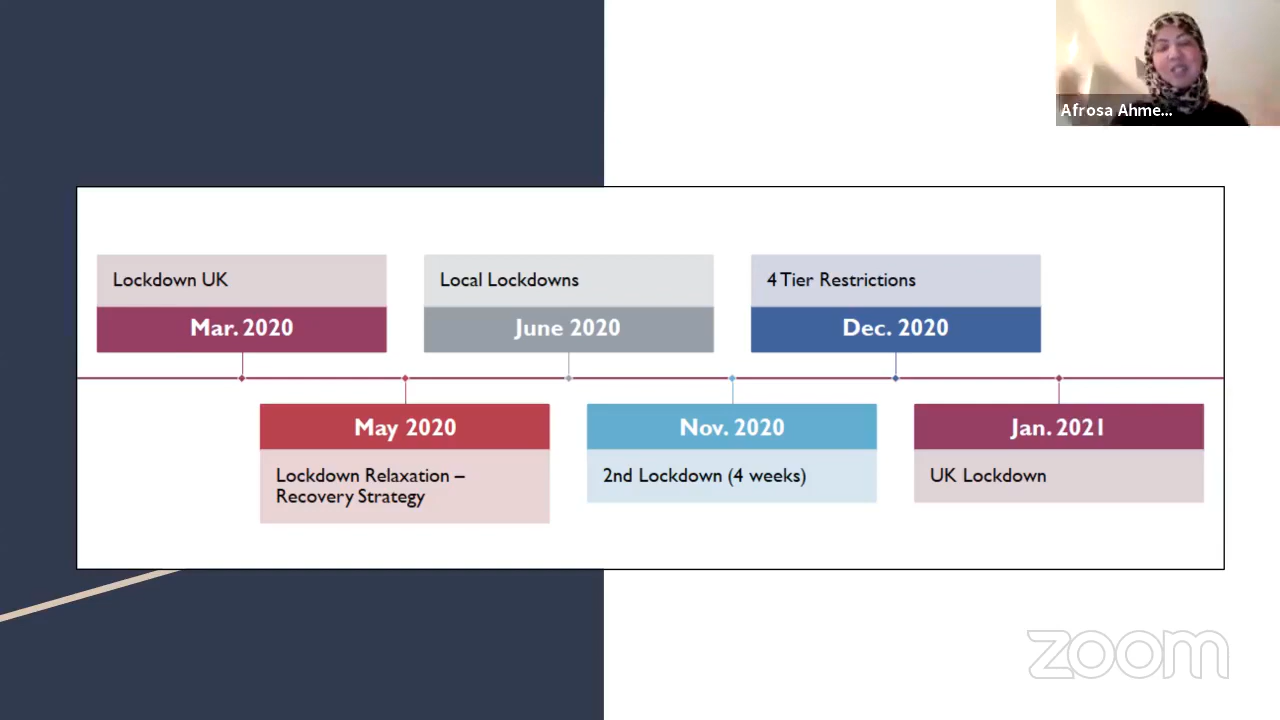 Afrosa Ahme...
Lockdown UK
Mar. 2020
Local Lockdowns
June 2020
4 Tier Restrictions
Dec. 2020
May 2020
Lockdown Relaxation –
Recovery Strategy
Nov. 2020
2nd Lockdown (4 weeks)
Jan. 2021
UK Lockdown
zoom